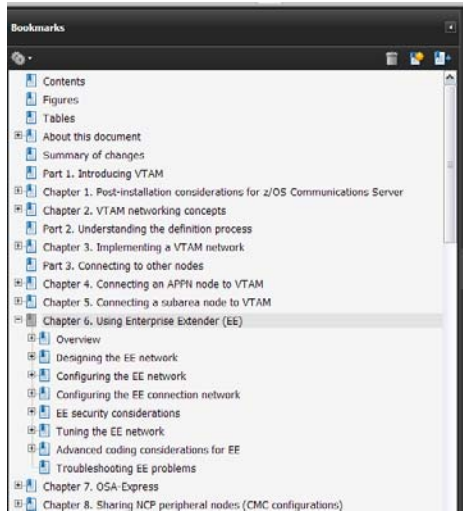 Bookmarks
Contents
Figures
Tables
About this document
Summary of changes
Part 1. Introducing VTAM
Chapter 1. Post-installation considerations for z/OS Communications Server
Chapter 2. VTAM networking concepts
Part 2. Understanding the definition process
Chapter 3. Implementing a VTAM network
Part 3. Connecting to other nodes
Chapter 4. Connecting an APPN node to VTAM
Chapter 5. Connecting a subarea node to VTAM
Chapter 6. Using Enterprise Extender (EE)
Overview
Designing the EE network
Configuring the EE network
Configuring the EE connection network
EE security considerations
Tuning the EE network
Advanced coding considerations for EE
Troubleshooting EE problems
Chapter 7. OSA-Express
Chapter 8. Sharing NCP peripheral nodes (CMC configurations)